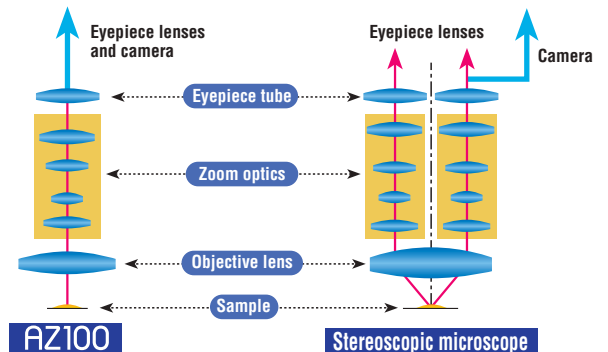 Eyepiece lenses
and camera
Eyepiece lenses
Camera
Eyepiece tube
Zoom optics
Objective lens
Sample
AZ100
Stereoscopic microscope